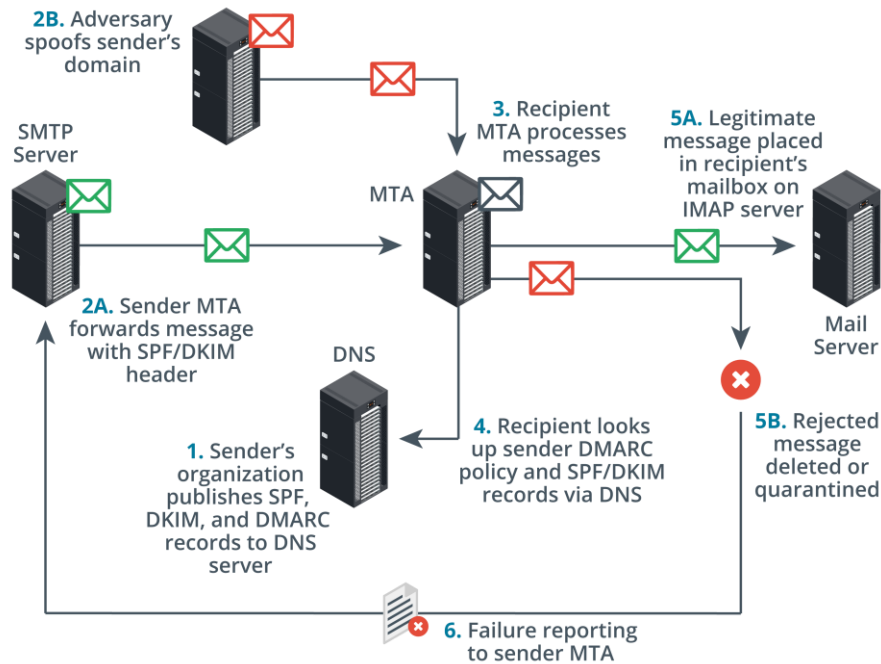 2B. Adversary
spoofs sender's
domain
SMTP
Server
3. Recipient
MTA processes
messages
5A. Legitimate
message placed
in recipient's
mailbox on
IMAP server
MTA
2A. Sender MTA
forwards message
with SPF/DKIM
header
Mail
Server
DNS
1. Sender's
organization
publishes SPF,
DKIM, and DMARC
records to DNS
server
4. Recipient looks
up sender DMARC
policy and SPF/DKIM
records via DNS
5B. Rejected
message
deleted or
quarantined
6. Failure reporting
to sender MTA